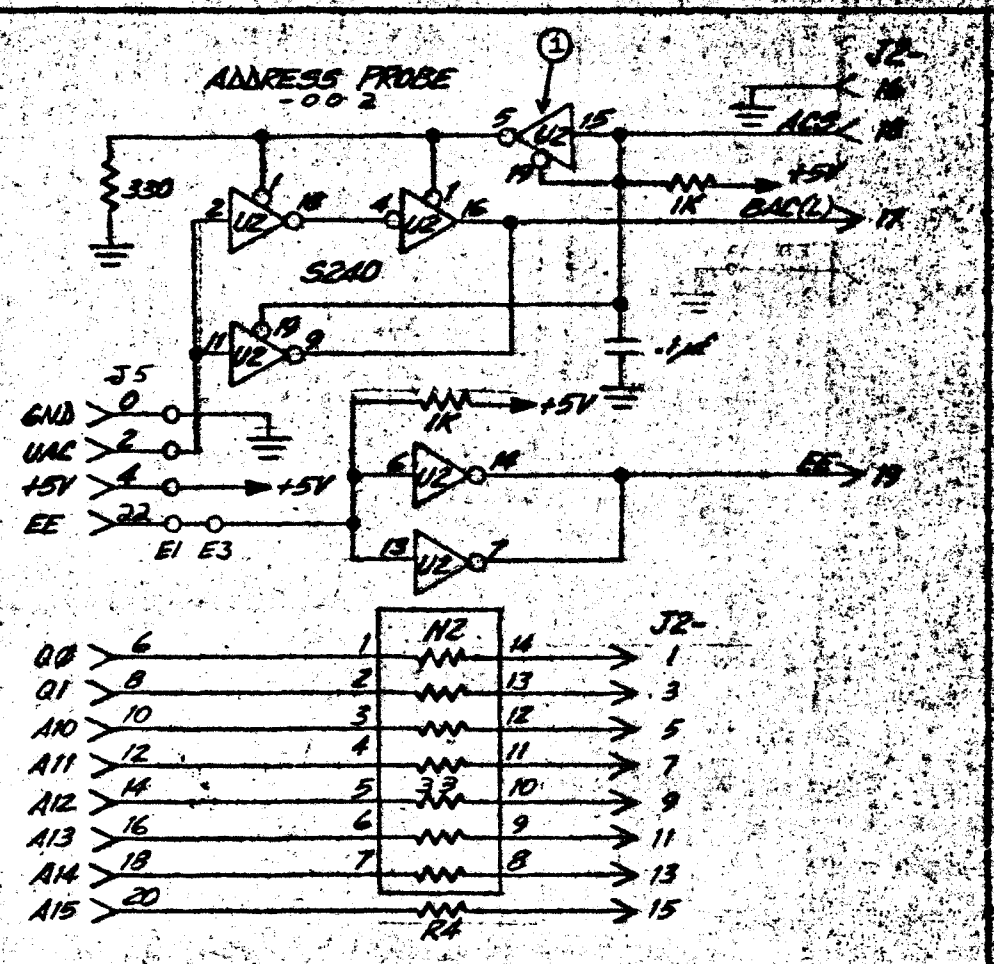 1
ADDRESS PROBE
-002
J2-
16
5
U2
15
ACS
18
19
+5V
1K
330
2
1
U2
18
4
1
U2
16
BAC(L)
17
S240
11
19
U2
9
.1µf
J5
GND
0
UAC
2
+5V
4
+5V
EE
22
E1
E3
1K
+5V
6
U2
14
EE
19
13
U2
7
N2
J2-
Q0 6 1 14 1
Q1 8 2 13 3
A10 10 3 12 5
A11 12 4 11 7
A12 14 5 33 10 9
A13 16 6 9 11
A14 18 7 8 13
A15 20 R4 15